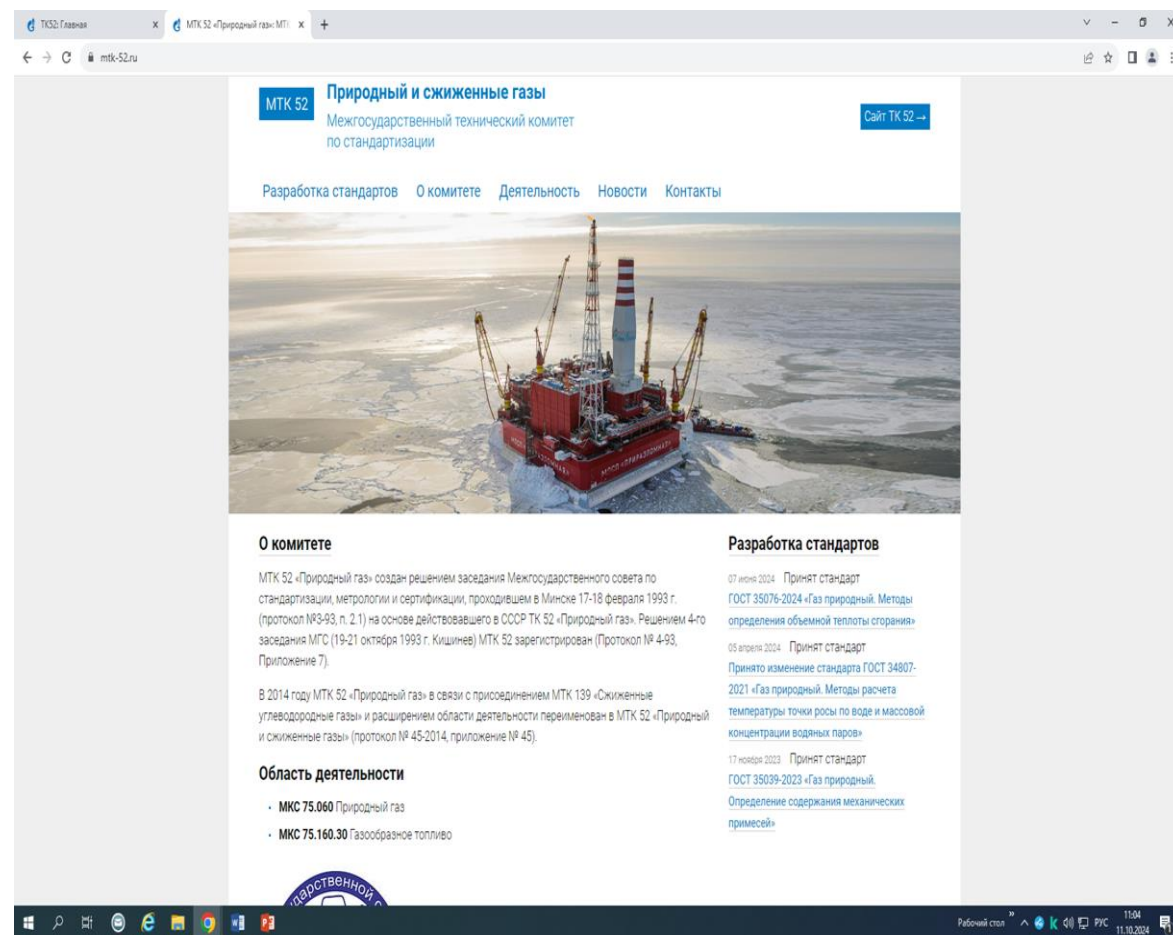 ТК52: Главная
МТК 52 «Природный газ»: МТ
mtk-52.ru
МТК 52
Природный и сжиженные газы
Межгосударственный технический комитет
по стандартизации
Сайт ТК 52 →
Разработка стандартов О комитете Деятельность Новости Контакты
МЛСП «ПРИРАЗЛОМНАЯ»
МЛСП «ПРИРАЗЛОМНАЯ»
О комитете
МТК 52 «Природный газ» создан решением заседания Межгосударственного совета по
стандартизации, метрологии и сертификации, проходившем в Минске 17-18 февраля 1993 г.
(протокол №3-93, п. 2.1) на основе действовавшего в СССР ТК 52 «Природный газ». Решением 4-го
заседания МГС (19-21 октября 1993 г. Кишинев) МТК 52 зарегистрирован (Протокол № 4-93,
Приложение 7).
В 2014 году МТК 52 «Природный газ» в связи с присоединением МТК 139 «Сжиженные
углеводородные газы» и расширением области деятельности переименован в МТК 52 «Природный
и сжиженные газы» (протокол № 45-2014, приложение № 45).
Область деятельности
• МКС 75.060 Природный газ
• МКС 75.160.30 Газообразное топливо
Разработка стандартов
07 июня 2024 Принят стандарт
ГОСТ 35076-2024 «Газ природный. Методы
определения объемной теплоты сгорания»
05 апреля 2024 Принят стандарт
Принято изменение стандарта ГОСТ 34807-
2021 «Газ природный. Методы расчета
температуры точки росы по воде и массовой
концентрации водяных паров»
17 ноября 2023 Принят стандарт
ГОСТ 35039-2023 «Газ природный.
Определение содержания механических
примесей»
Рабочий стол
РУС
11:04
11.10.2024